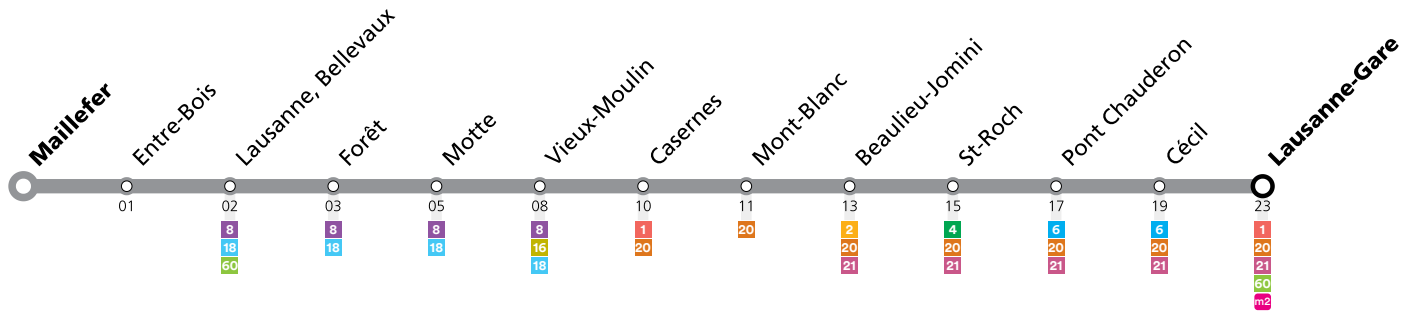 Maillefer
Entre-Bois
Lausanne, Bellevaux
Forêt
Motte
Vieux-Moulin
Casernes
Mont-Blanc
Beaulieu-Jomini
St-Roch
Pont Chauderon
Cécil
Lausanne-Gare
01 02 03 05 08 10 11 13 15 17 19 23
8 8 8 8 1 20 2 4 6 6 1
18 18 18 16 20 20 20 20 20 20
60 18 21 21 21 21 21
60
m2